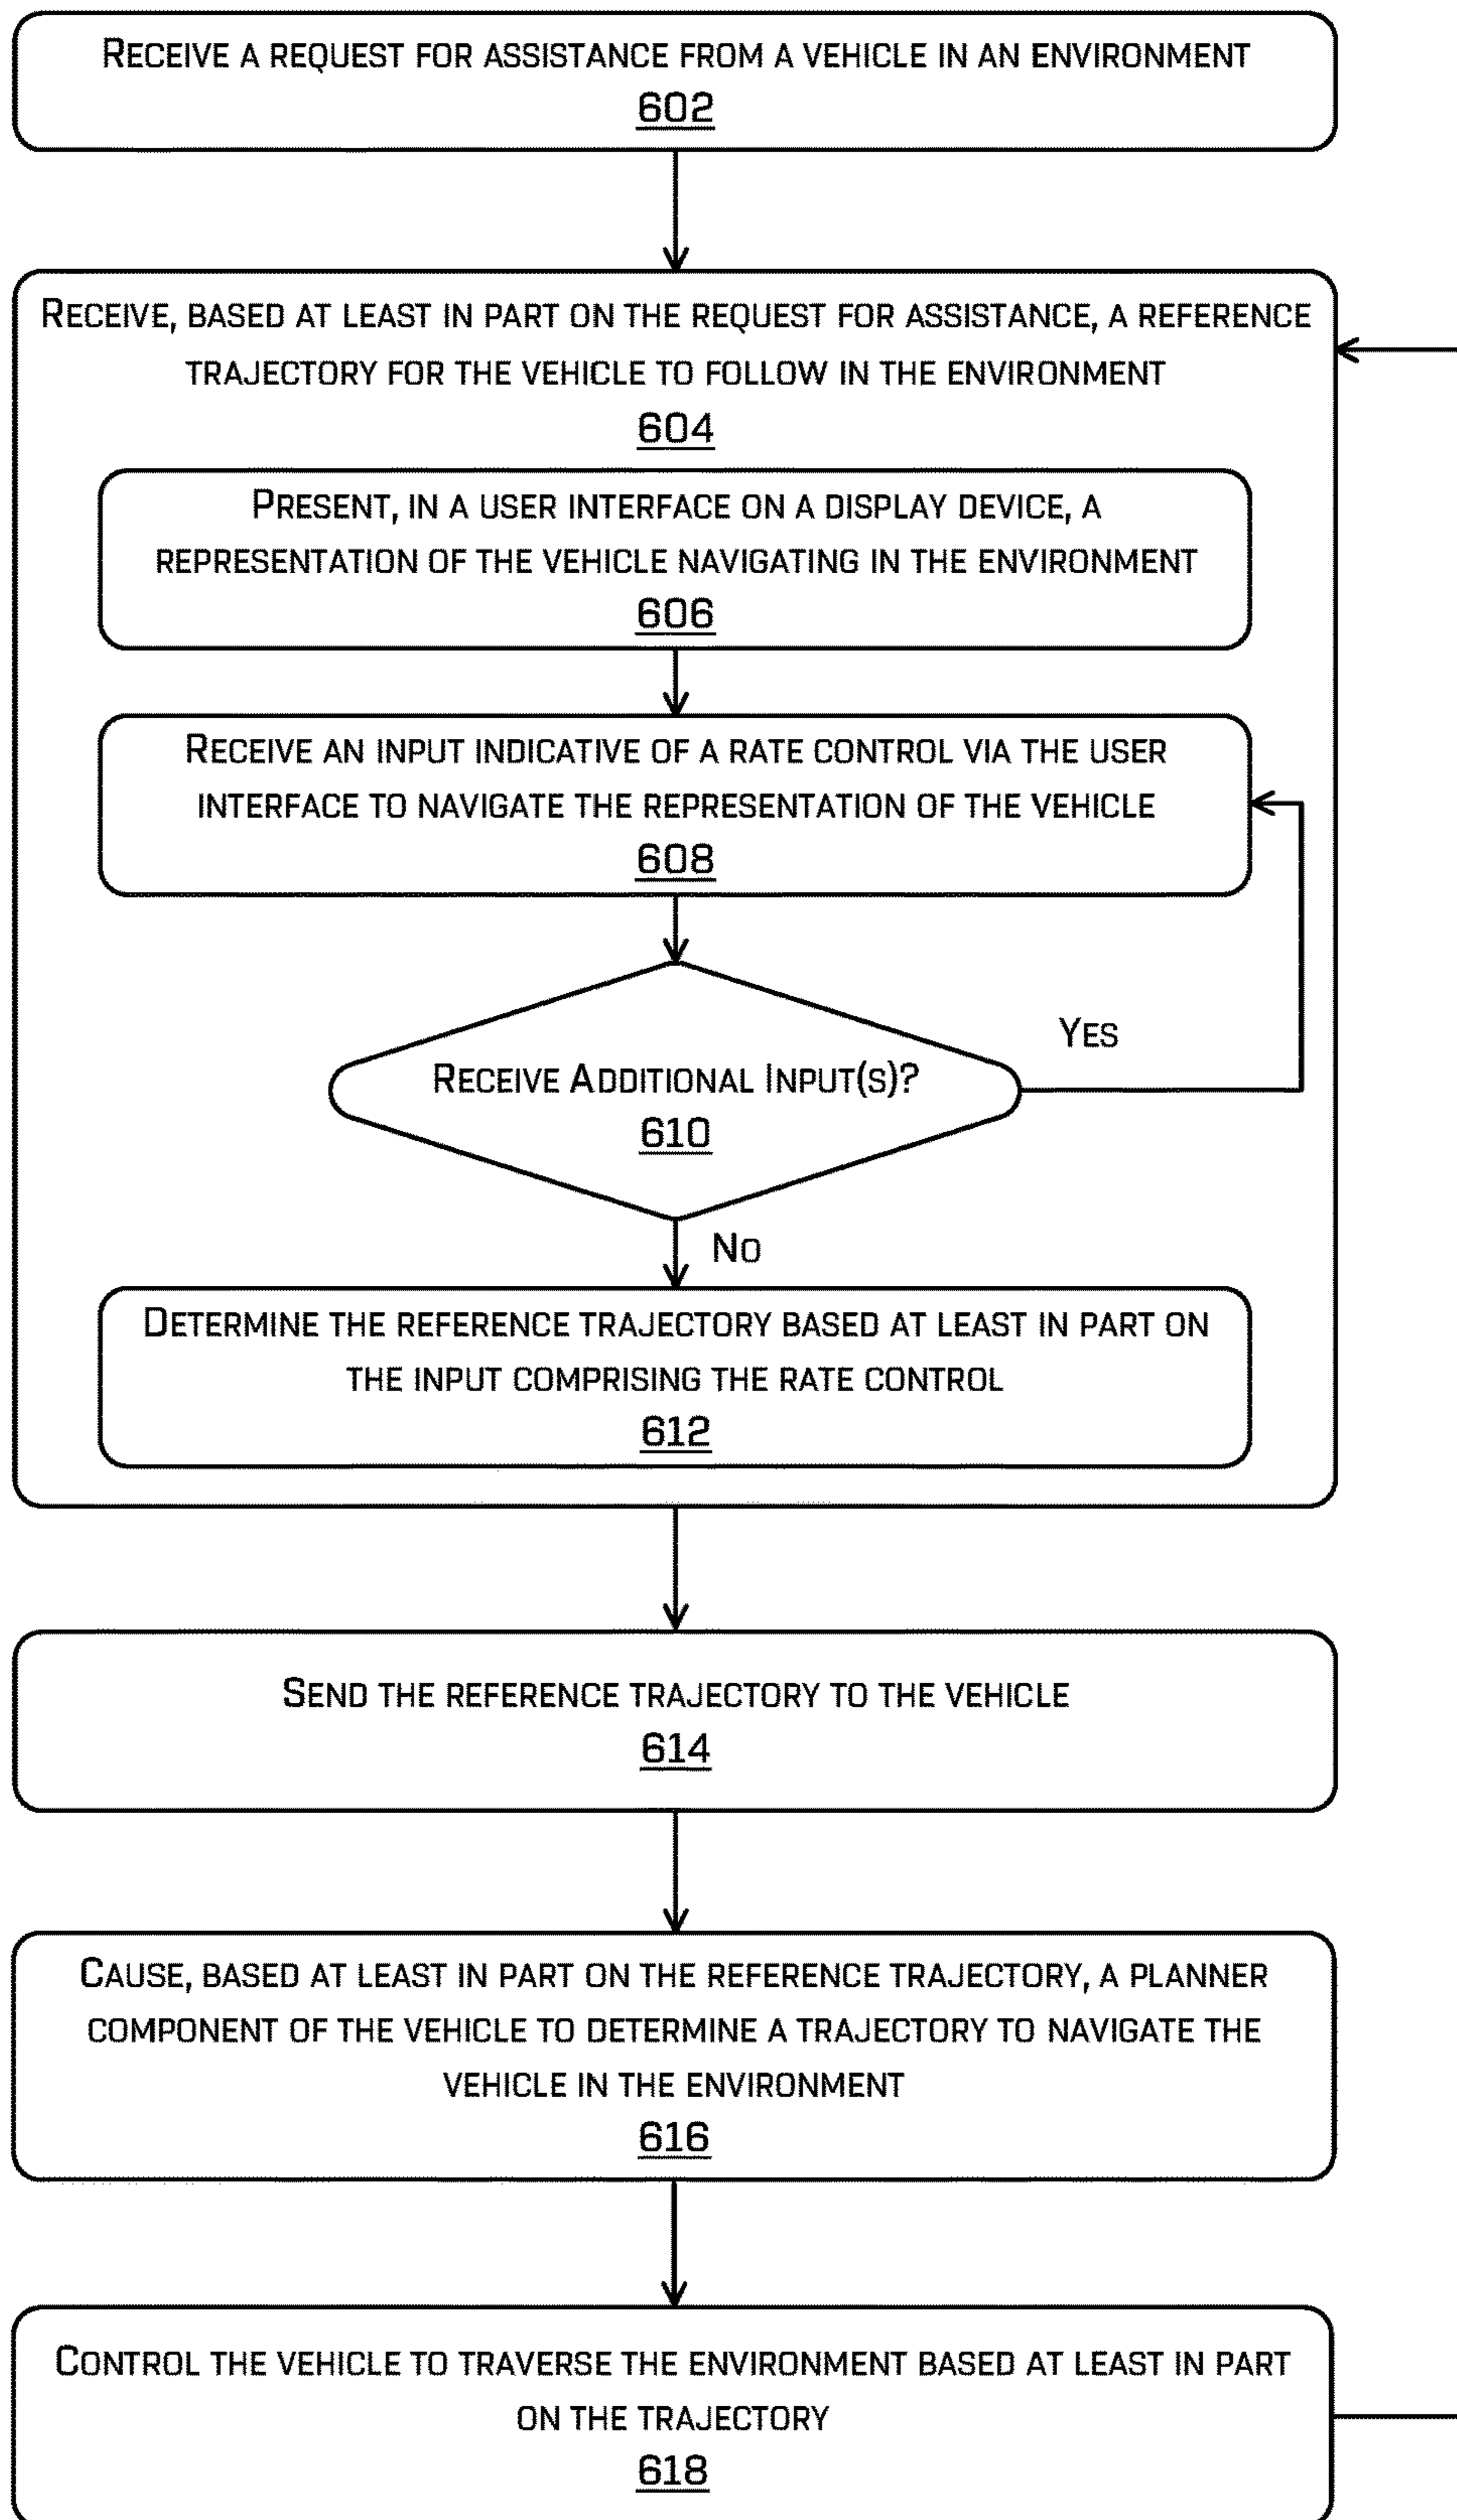 RECEIVE A REQUEST FOR ASSISTANCE FROM A VEHICLE IN AN ENVIRONMENT
602
RECEIVE, BASED AT LEAST IN PART ON THE REQUEST FOR ASSISTANCE, A REFERENCE
TRAJECTORY FOR THE VEHICLE TO FOLLOW IN THE ENVIRONMENT
604
PRESENT, IN A USER INTERFACE ON A DISPLAY DEVICE, A
REPRESENTATION OF THE VEHICLE NAVIGATING IN THE ENVIRONMENT
606
RECEIVE AN INPUT INDICATIVE OF A RATE CONTROL VIA THE USER
INTERFACE TO NAVIGATE THE REPRESENTATION OF THE VEHICLE
608
YES
RECEIVE ADDITIONAL INPUT(S)?
610
NO
DETERMINE THE REFERENCE TRAJECTORY BASED AT LEAST IN PART ON
THE INPUT COMPRISING THE RATE CONTROL
612
SEND THE REFERENCE TRAJECTORY TO THE VEHICLE
614
CAUSE, BASED AT LEAST IN PART ON THE REFERENCE TRAJECTORY, A PLANNER
COMPONENT OF THE VEHICLE TO DETERMINE A TRAJECTORY TO NAVIGATE THE
VEHICLE IN THE ENVIRONMENT
616
CONTROL THE VEHICLE TO TRAVERSE THE ENVIRONMENT BASED AT LEAST IN PART
ON THE TRAJECTORY
618